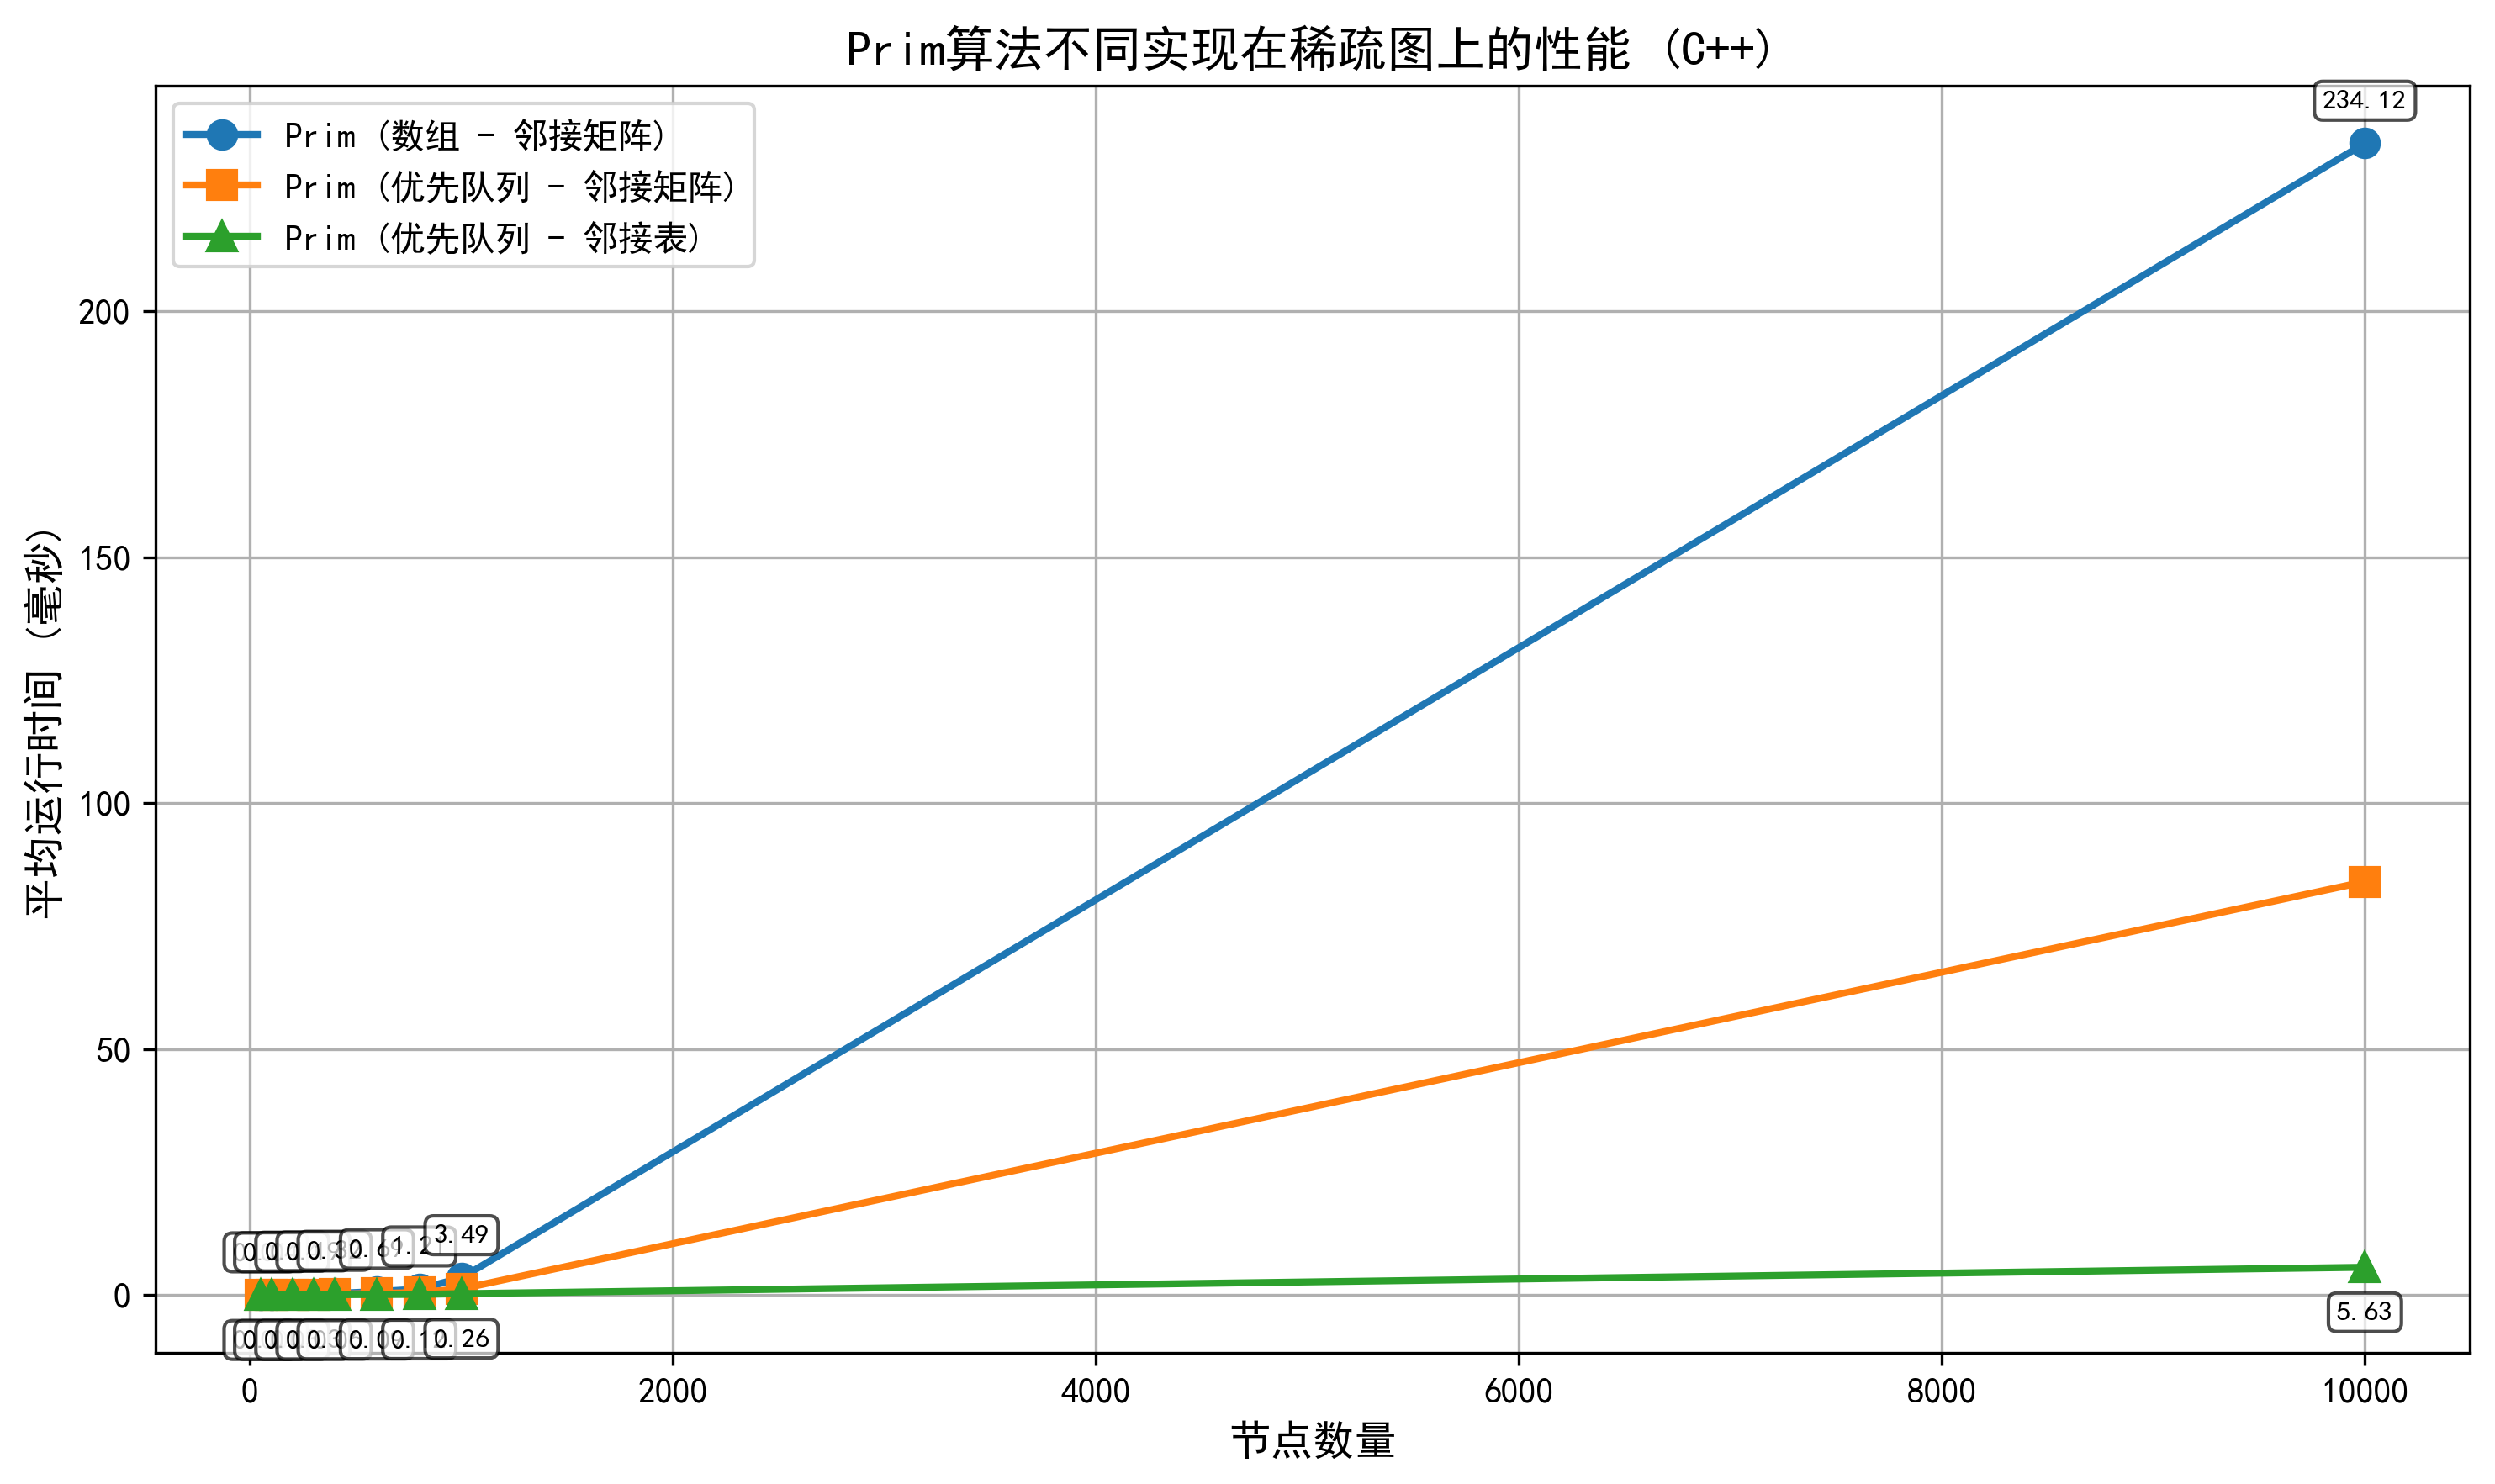 Prim算法不同实现在稀疏图上的性能 (C++)
Prim (数组 - 邻接矩阵)
Prim (优先队列 - 邻接矩阵)
Prim (优先队列 - 邻接表)
234.12
200
150
100
50
0
平均运行时间 (毫秒)
3.49
0.26
5.63
0
2000
4000
6000
8000
10000
节点数量